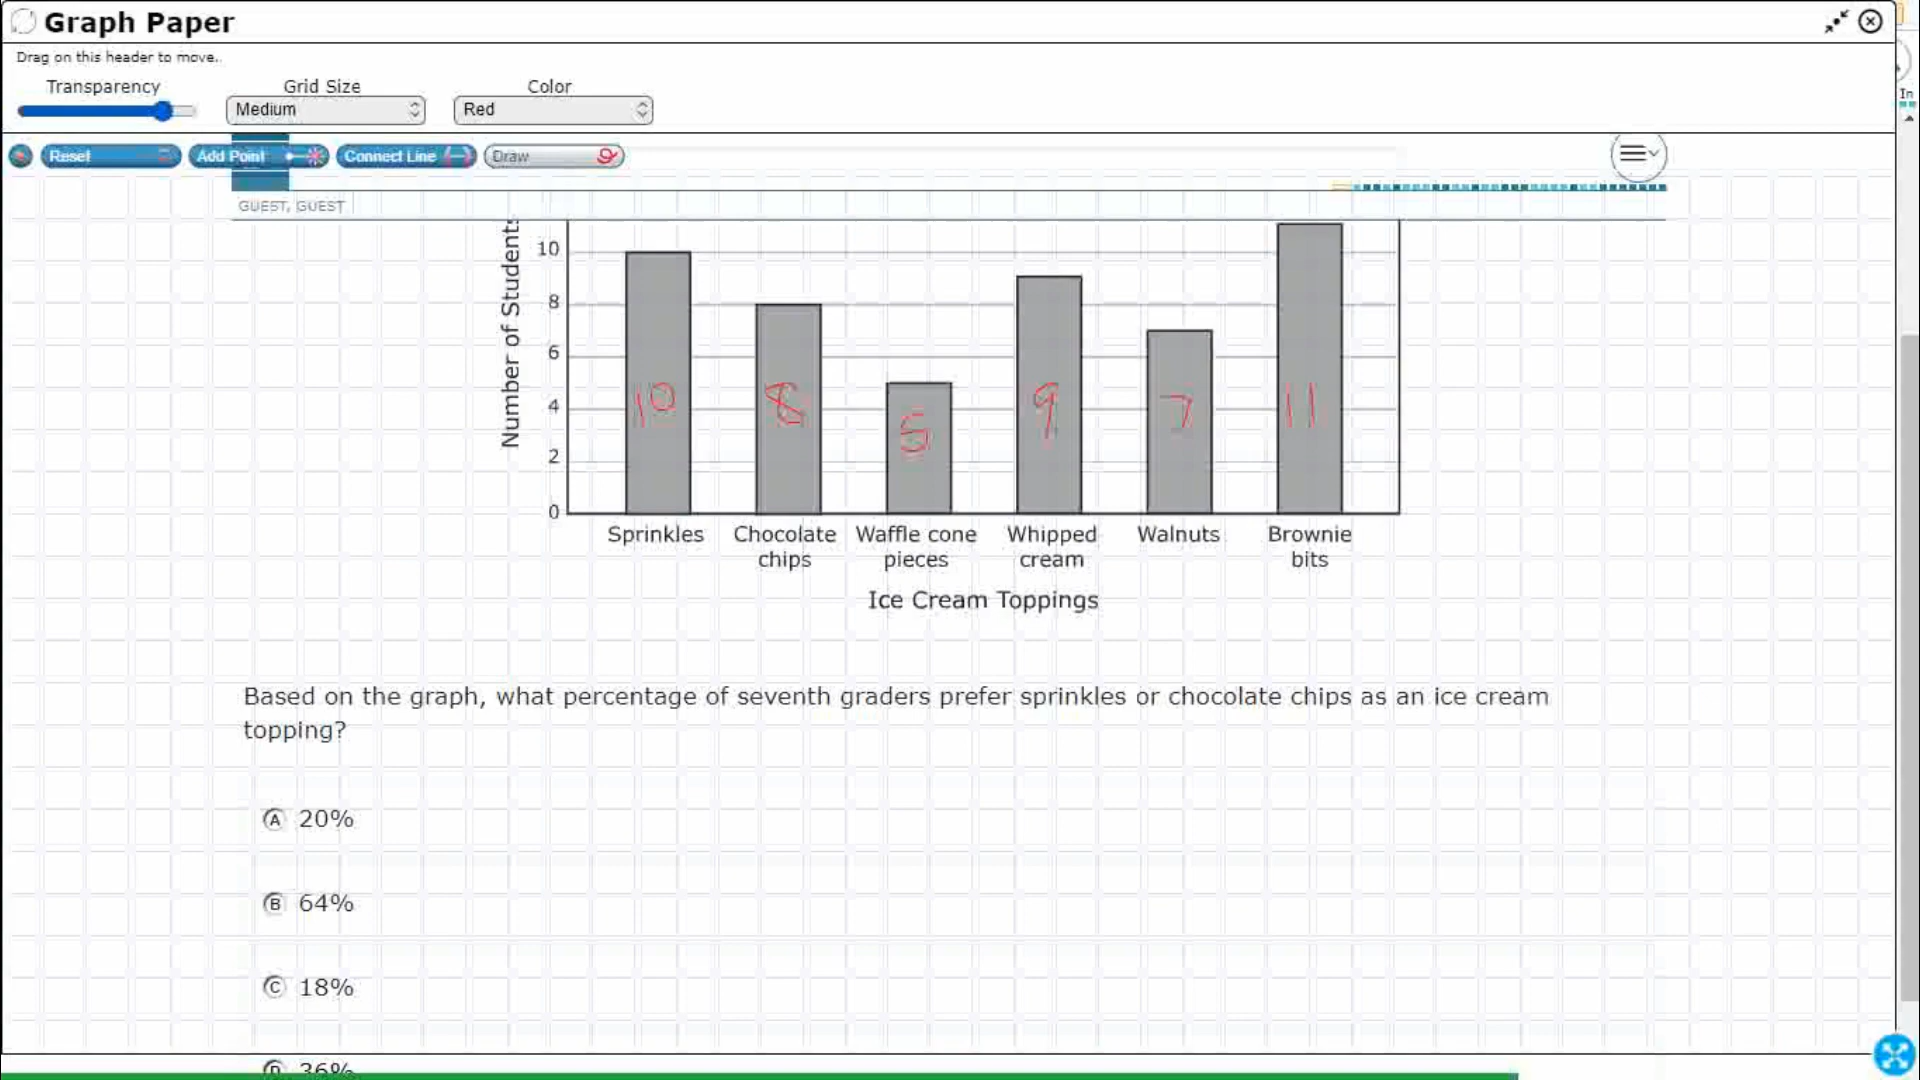 Graph Paper
Drag on this header to move..
Transparency
Grid Size
Color
Medium
Red
In
Reset
Add Point
Connect Line
Draw
GUEST, GUEST
Number of Students
10
8
6
4
2
0
10
8
5
9
7
11
Sprinkles
Chocolate
chips
Waffle cone
pieces
Whipped
cream
Walnuts
Brownie
bits
Ice Cream Toppings
Based on the graph, what percentage of seventh graders prefer sprinkles or chocolate chips as an ice cream
topping?
A 20%
B 64%
C 18%
D 36%